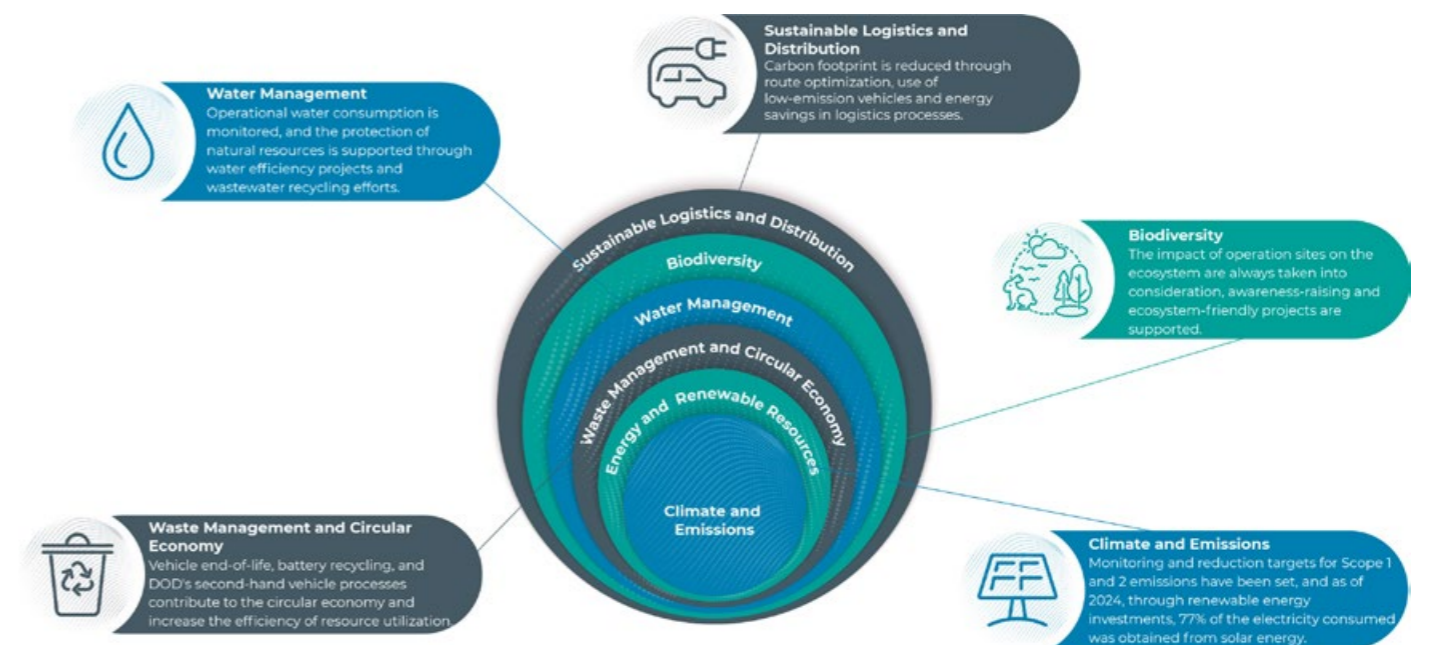 Sustainable Logistics and
Distribution
Carbon footprint is reduced through
route optimization, use of
low-emission vehicles and energy
savings in logistics processes.
Water Management
Operational water consumption is
monitored, and the protection of
natural resources is supported through
water efficiency projects and
wastewater recycling efforts.
Biodiversity
The impact of operation sites on the
ecosystem are always taken into
consideration, awareness-raising and
ecosystem-friendly projects are
supported.
Sustainable Logistics and Distribution
Biodiversity
Water Management
Waste Management and Circular Economy
Energy and Renewable Resources
Climate and
Emissions
Waste Management and Circular
Economy
Vehicle end-of-life, battery recycling, and
DOD's second-hand vehicle processes
contribute to the circular economy and
increase the efficiency of resource utilization.
Climate and Emissions
Monitoring and reduction targets for Scope 1
and 2 emissions have been set, and as of
2024, through renewable energy
investments, 77% of the electricity consumed
was obtained from solar energy.